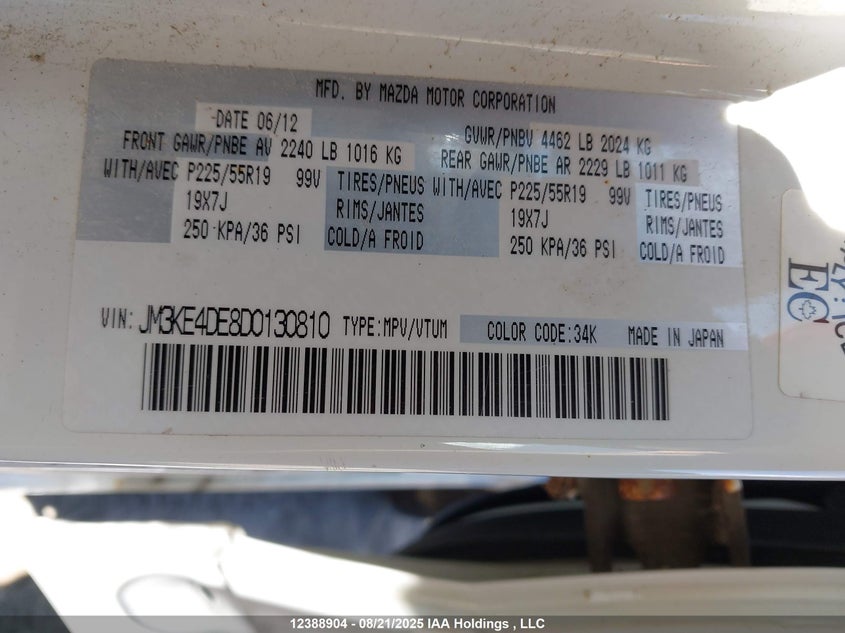 MFD. BY MAZDA MOTOR CORPORATION
DATE 06/12
GVWR/PNBV 4462 LB 2024 KG
FRONT GAWR/PNBE AV 2240 LB 1016 KG
REAR GAWR/PNBE AR 2229 LB 1011 KG
WITH/AVEC P225/55R19 99V TIRES/PNEUS WITH/AVEC P225/55R19 99V TIRES/PNEUS
19X7J RIMS/JANTES 19X7J RIMS/JANTES
250 KPA/36 PSI COLD/A FROID 250 KPA/36 PSI COLD/A FROID
VIN: JM3KE4DE8D0130810 TYPE:MPV/VTUM COLOR CODE:34K MADE IN JAPAN
EC
12388904 - 08/21/2025 IAA Holdings , LLC